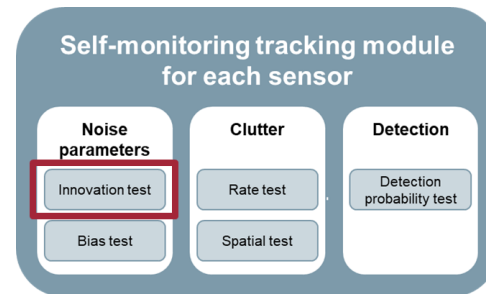 Self-monitoring tracking module
for each sensor
Noise
parameters
Innovation test
Bias test
Clutter
Rate test
Spatial test
Detection
Detection
probability test